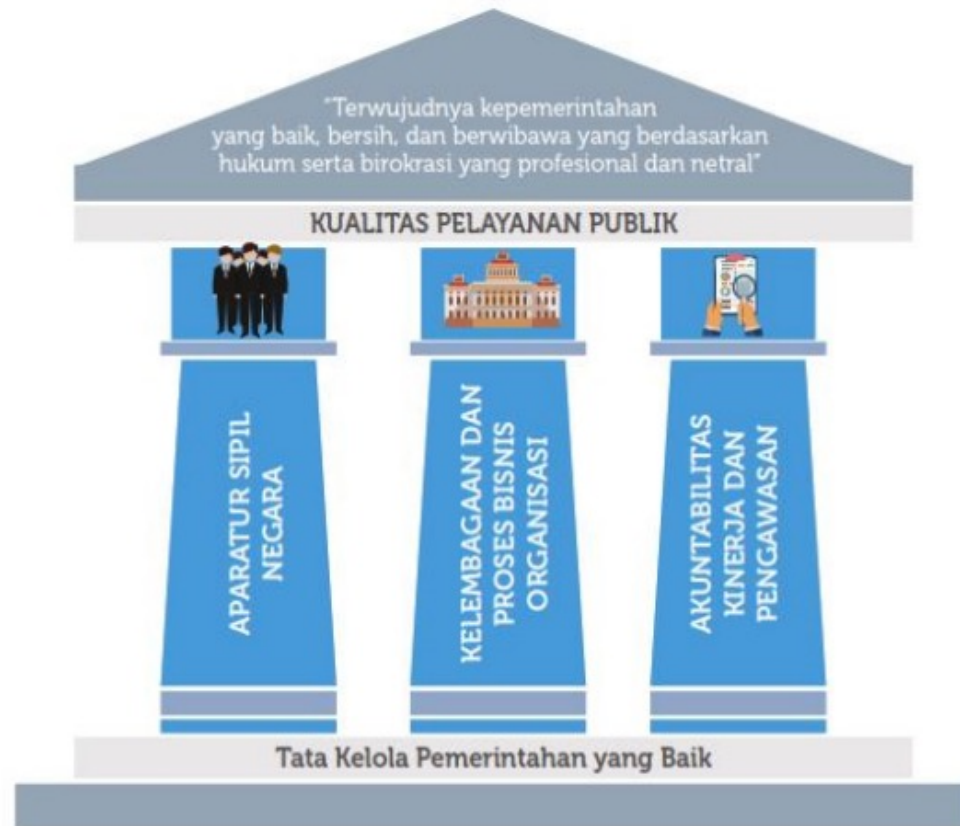 "Terwujudnya kepemerintahan
yang baik, bersih, dan berwibawa yang berdasarkan
hukum serta birokrasi yang profesional dan netral"
KUALITAS PELAYANAN PUBLIK
APARATUR SIPIL
NEGARA
KELEMBAGAAN DAN
PROSES BISNIS
ORGANISASI
AKUNTABILITAS
KINERJA DAN
PENGAWASAN
Tata Kelola Pemerintahan yang Baik